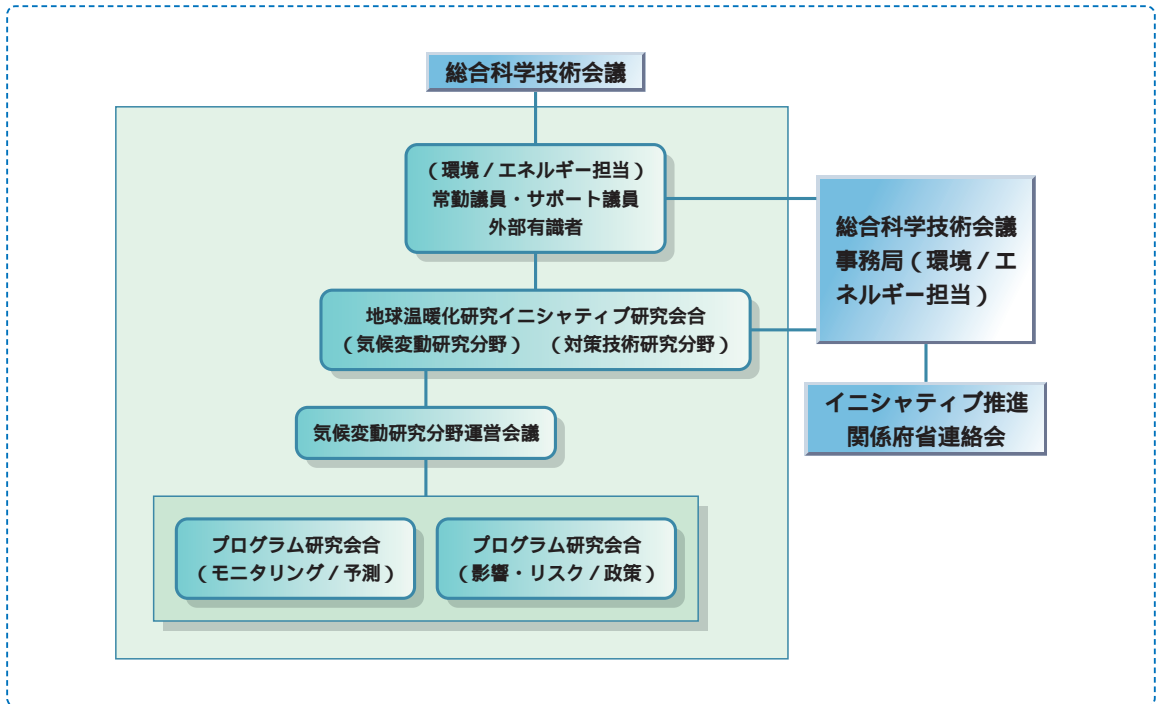 総合科学技術会議
（環境 / エネルギー担当）
常勤議員・サポート議員
外部有識者
総合科学技術会議
事務局（環境 / エ
ネルギー担当）
地球温暖化研究イニシャティブ研究会合
（気候変動研究分野）　（対策技術研究分野）
イニシャティブ推進
関係府省連絡会
気候変動研究分野運営会議
プログラム研究会合
（モニタリング / 予測）
プログラム研究会合
（影響・リスク / 政策）